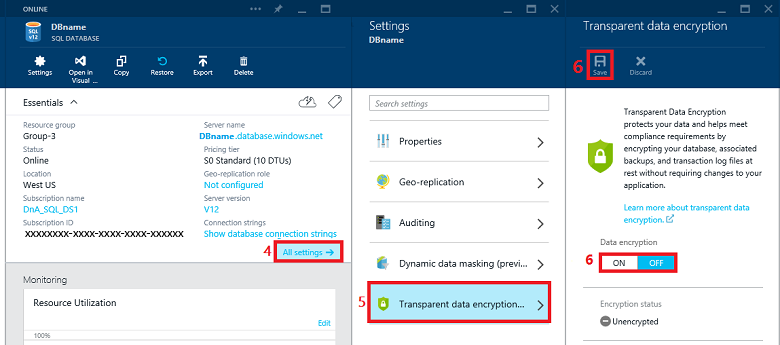 ONLINE
DBname
SQL DATABASE
SQL
v12
Settings
Open in
Visual ...
Copy
Restore
Export
Delete
Essentials
Resource group
Group-3
Status
Online
Location
West US
Subscription name
DnA_SQL_DS1
Subscription ID
XXXXXXXX-XXXX-XXXX-XXXX-XXXXXX
Server name
DBname.database.windows.net
Pricing tier
S0 Standard (10 DTUs)
Geo-replication role
Not configured
Server version
V12
Connection strings
Show database connection strings
4
All settings →
Monitoring
Resource Utilization
Edit
100%
Settings
DBname
Search settings
Properties
Geo-replication
Auditing
Dynamic data masking (previ...
5
Transparent data encryption...
Transparent data encryption
6
Save
Discard
Transparent Data Encryption
protects your data and helps meet
compliance requirements by
encrypting your database, associated
backups, and transaction log files at
rest without requiring changes to your
application.
Learn more about transparent data
encryption.
Data encryption
6
ON OFF
Encryption status
Unencrypted